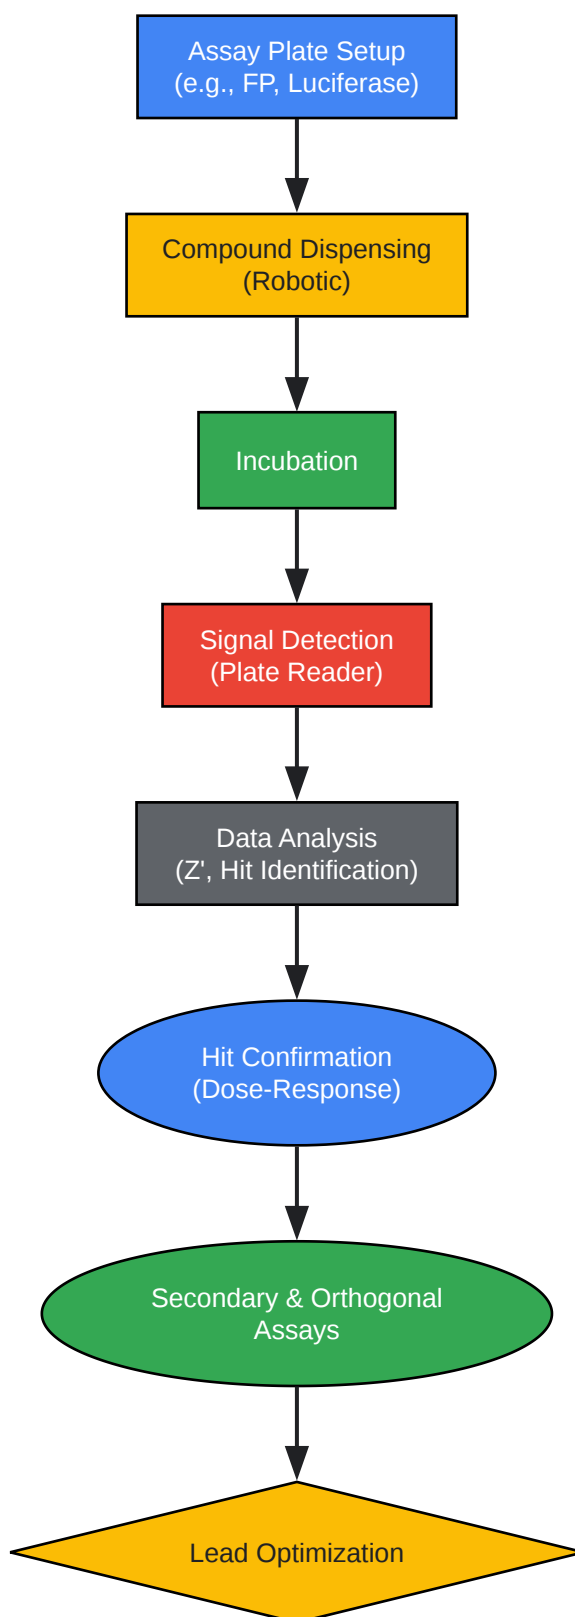 Assay Plate Setup
(e.g., FP, Luciferase)
Compound Dispensing
(Robotic)
Incubation
Signal Detection
(Plate Reader)
Data Analysis
(Z', Hit Identification)
Hit Confirmation
(Dose-Response)
Secondary & Orthogonal
Assays
Lead Optimization